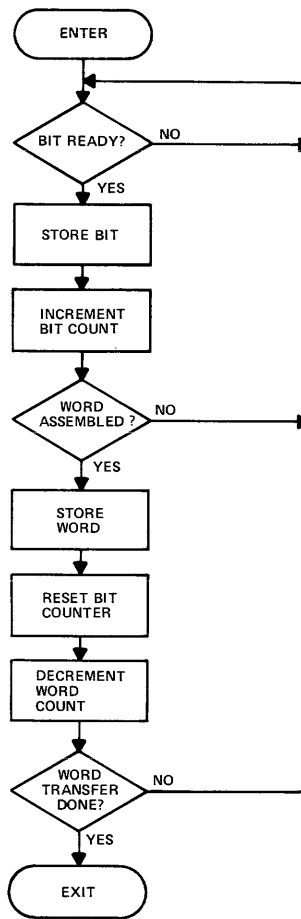 ENTER
BIT READY?
NO
YES
STORE BIT
INCREMENT
BIT COUNT
WORD
ASSEMBLED ?
NO
YES
STORE
WORD
RESET BIT
COUNTER
DECREMENT
WORD
COUNT
WORD
TRANSFER
DONE?
NO
YES
EXIT